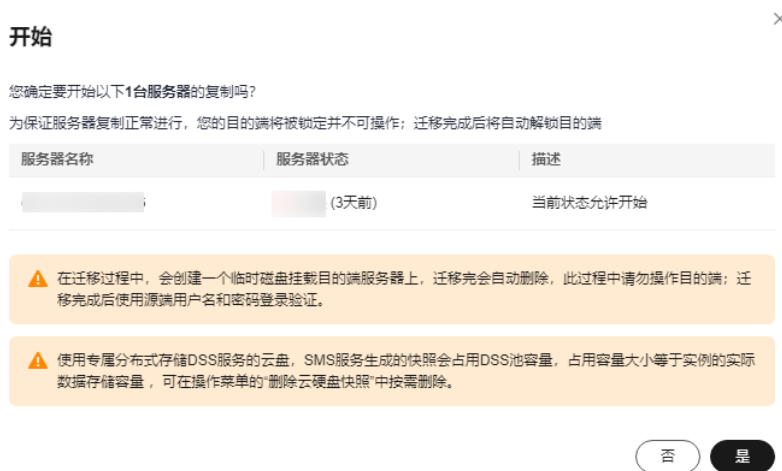 开始
您确定要开始以下1台服务器的复制吗?
为保证服务器复制正常进行，您的目的端将被锁定并不可操作；迁移完成后将自动解锁目的端
服务器名称 服务器状态 描述
(3天前) 当前状态允许开始
在迁移过程中，会创建一个临时磁盘挂载目的端服务器上，迁移完会自动删除，此过程中请勿操作目的端；迁
移完成后使用源端用户名和密码登录验证。
使用专属分布式存储DSS服务的云盘，SMS服务生成的快照会占用DSS池容量，占用容量大小等于实例的实际
数据存储容量 ，可在操作菜单的“删除云硬盘快照”中按需删除。
否 是